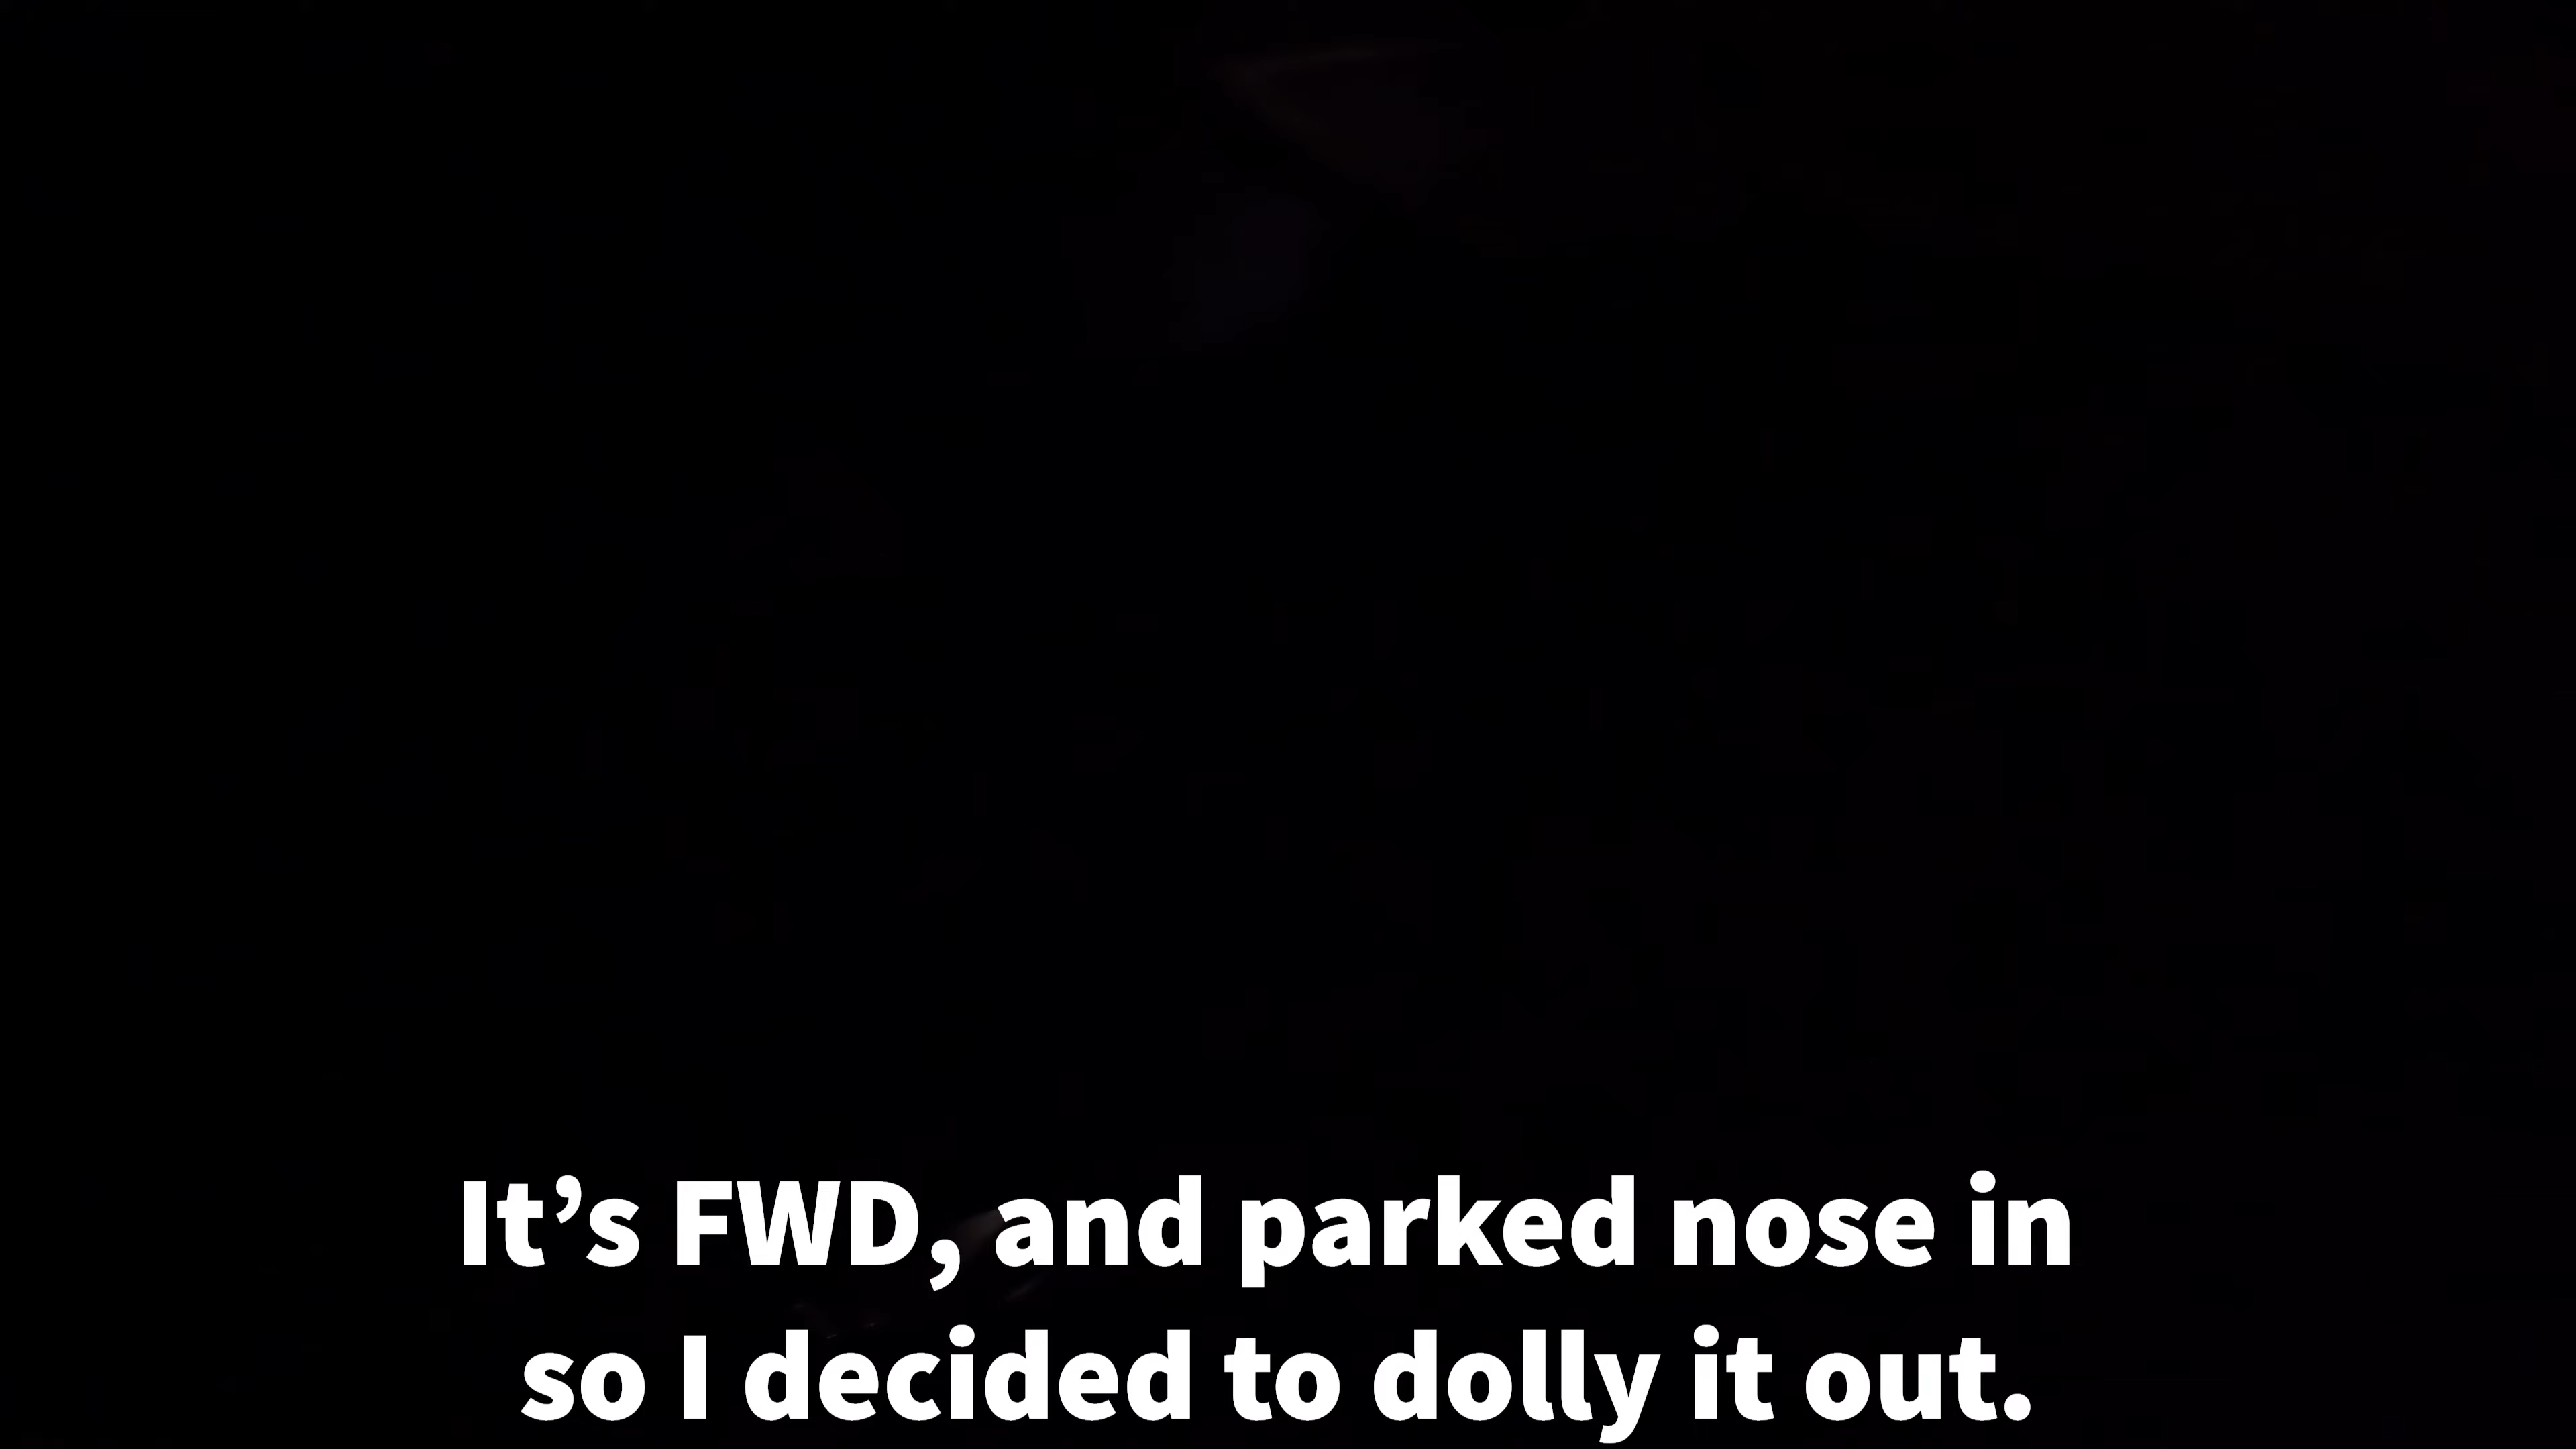 It’s FWD, and parked nose in
so I decided to dolly it out.